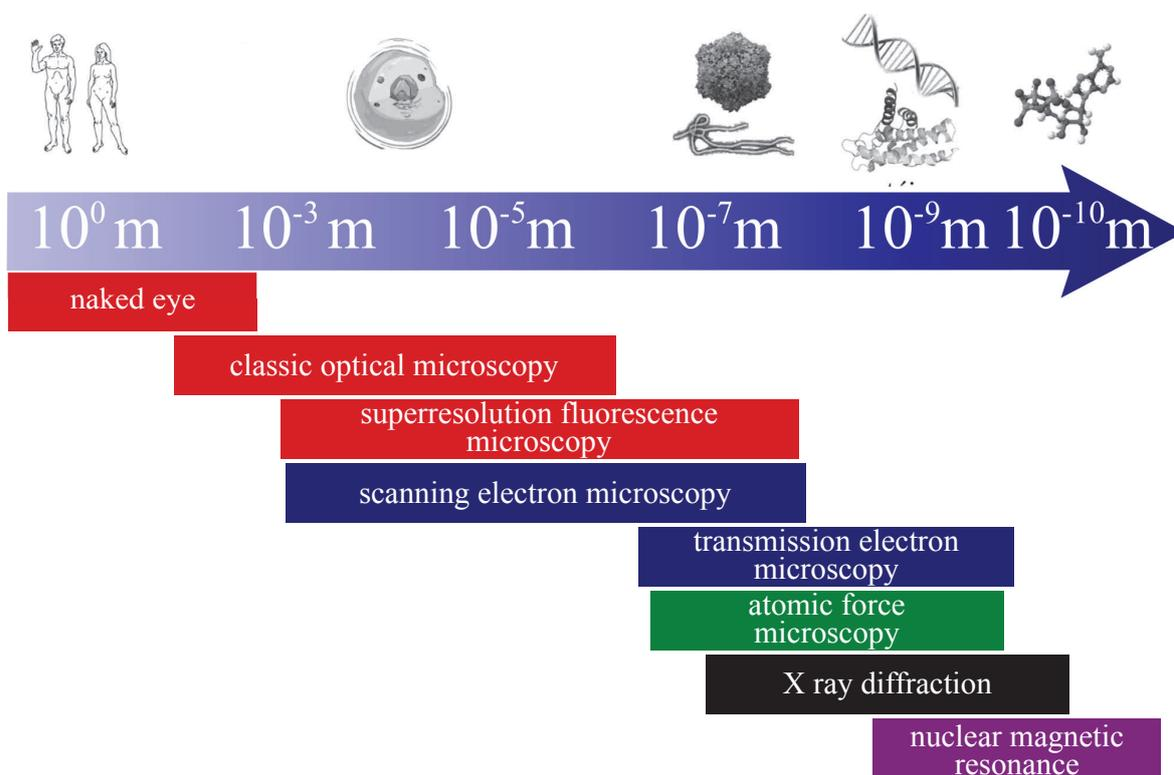 10⁰ m 10⁻³ m 10⁻⁵m 10⁻⁷m 10⁻⁹m 10⁻¹⁰m
naked eye
classic optical microscopy
superresolution fluorescence
microscopy
scanning electron microscopy
transmission electron
microscopy
atomic force
microscopy
X ray diffraction
nuclear magnetic
resonance